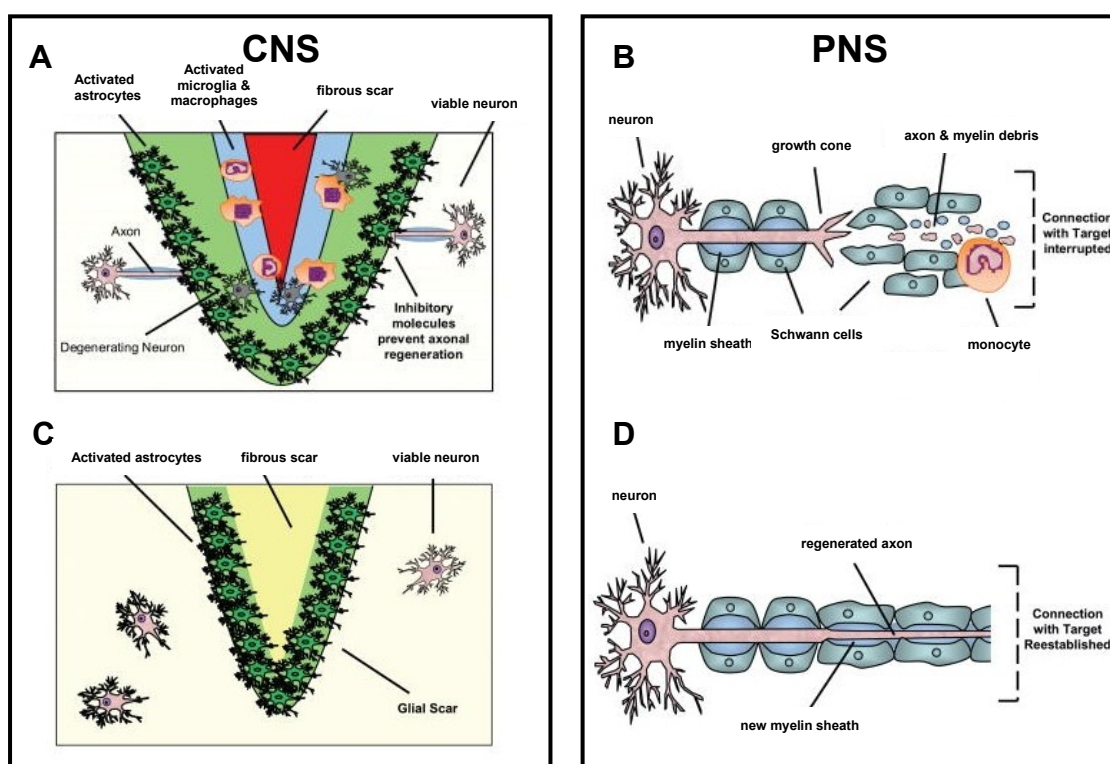 CNS
A
Activated
astrocytes
Activated
microglia &
macrophages
fibrous scar
viable neuron
Axon
Degenerating Neuron
Inhibitory
molecules
prevent axonal
regeneration
C
Activated astrocytes
fibrous scar
viable neuron
Glial Scar
PNS
B
neuron
growth cone
axon & myelin debris
Connection
with Target
interrupted
myelin sheath
Schwann cells
monocyte
D
neuron
regenerated axon
Connection
with Target
Reestablished
new myelin sheath